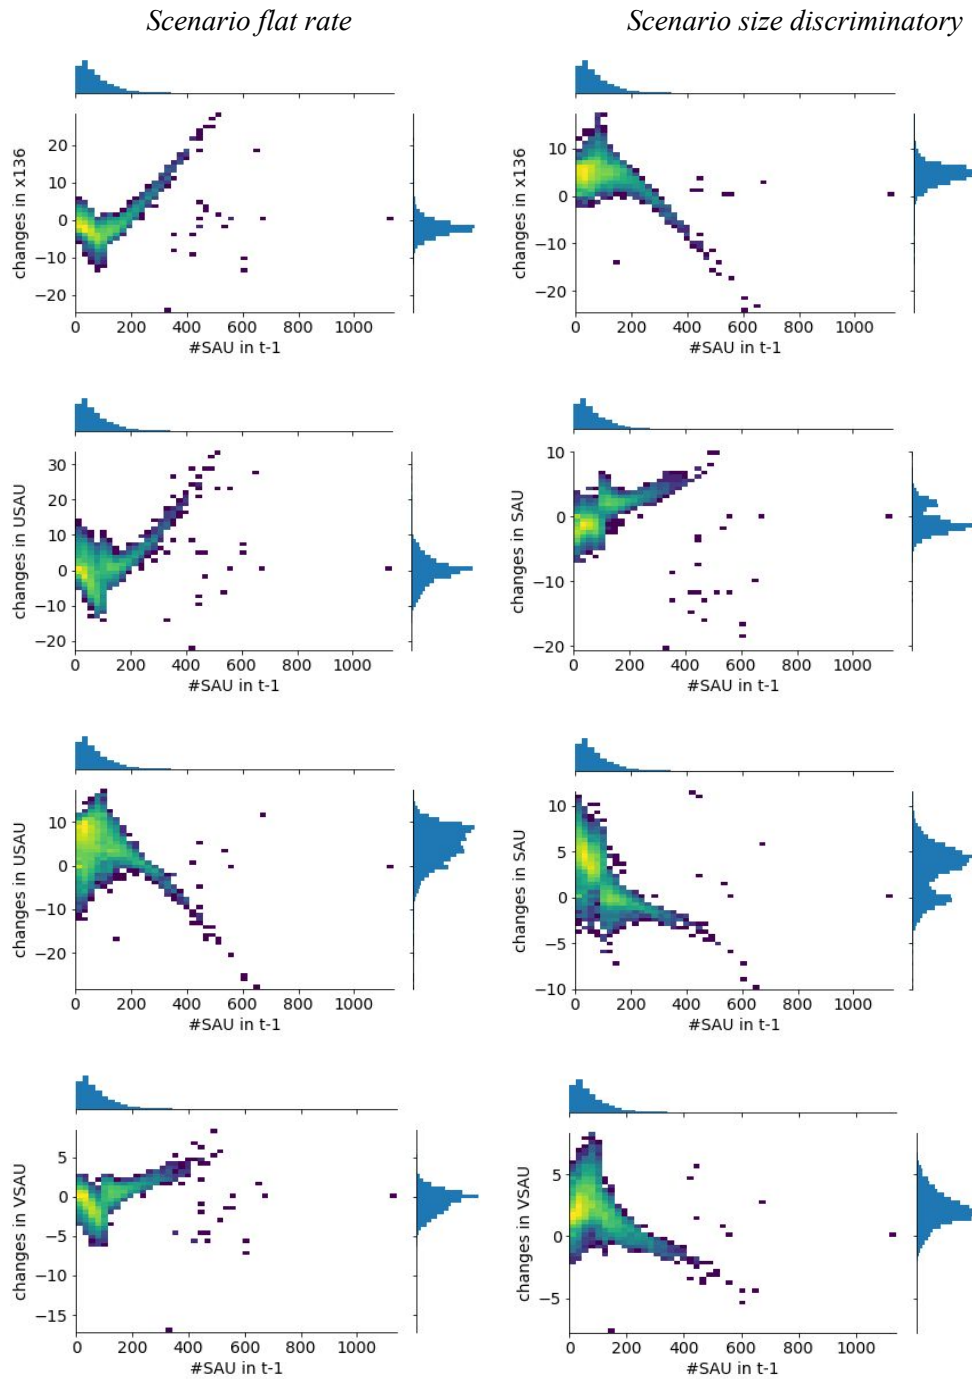 Scenario flat rate
Scenario size discriminatory
changes in x136
20
10
0
−10
−20
0 200 400 600 800 1000
#SAU in t-1
changes in x136
10
0
−10
−20
0 200 400 600 800 1000
#SAU in t-1
changes in USAU
30
20
10
0
−10
−20
0 200 400 600 800 1000
#SAU in t-1
changes in SAU
10
0
−10
−20
0 200 400 600 800 1000
#SAU in t-1
changes in USAU
10
0
−10
−20
0 200 400 600 800 1000
#SAU in t-1
changes in SAU
10
5
0
−5
−10
0 200 400 600 800 1000
#SAU in t-1
changes in VSAU
5
0
−5
−10
−15
0 200 400 600 800 1000
#SAU in t-1
changes in VSAU
5
0
−5
0 200 400 600 800 1000
#SAU in t-1